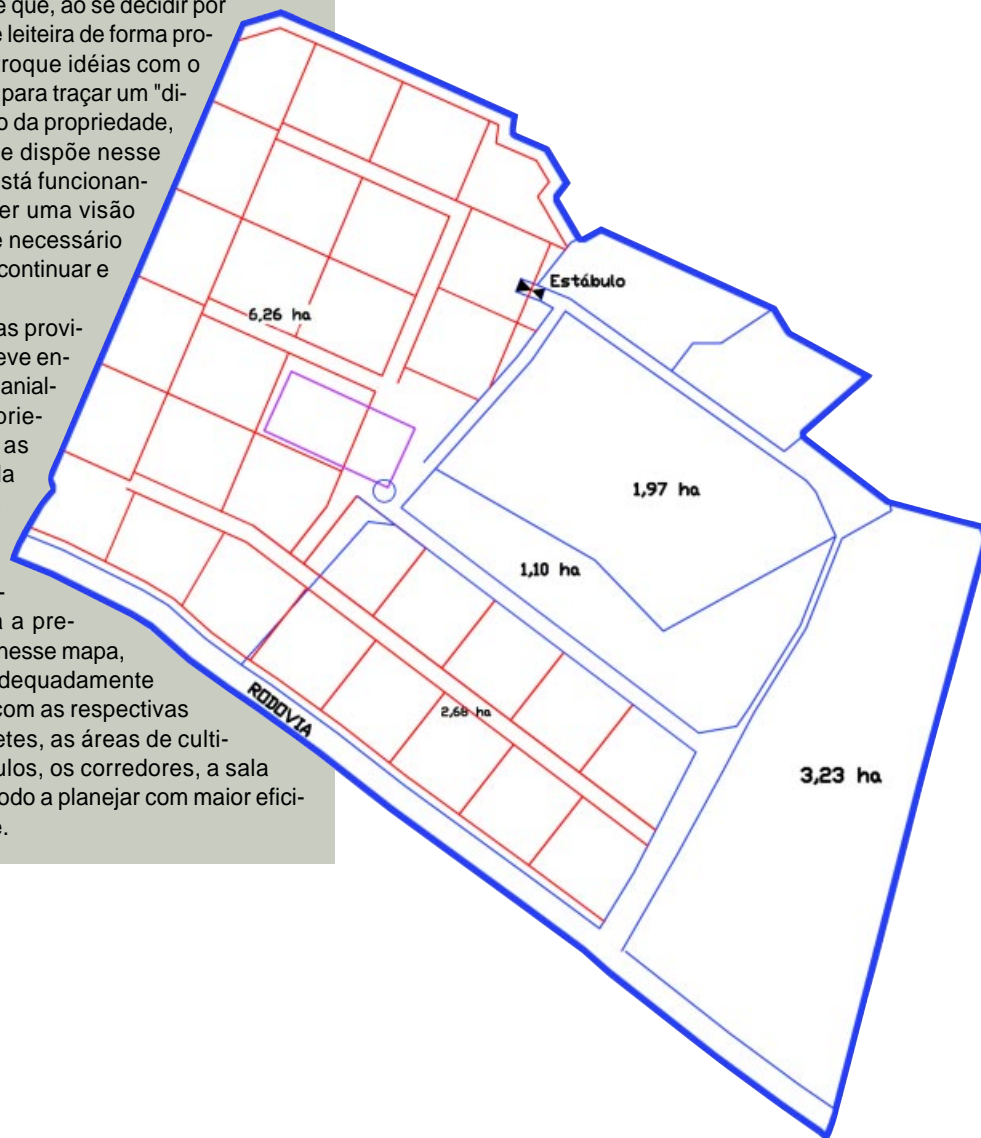 e que, ao se decidir por
e leiteira de forma pro-
roque idéias com o
para traçar um "di-
o da propriedade,
e dispõe nesse
stá funcionan-
er uma visão
e necessário
continuar e
as provi-
eve en-
anial-
orie-
as
da
-
a a pre-
nesse mapa,
dequadamente
com as respectivas
etes, as áreas de culti-
ulos, os corredores, a sala
odo a planejar com maior efici-
e.
Estábulo
6,26 ha
1,97 ha
1,10 ha
2,68 ha
RODOVIA
3,23 ha